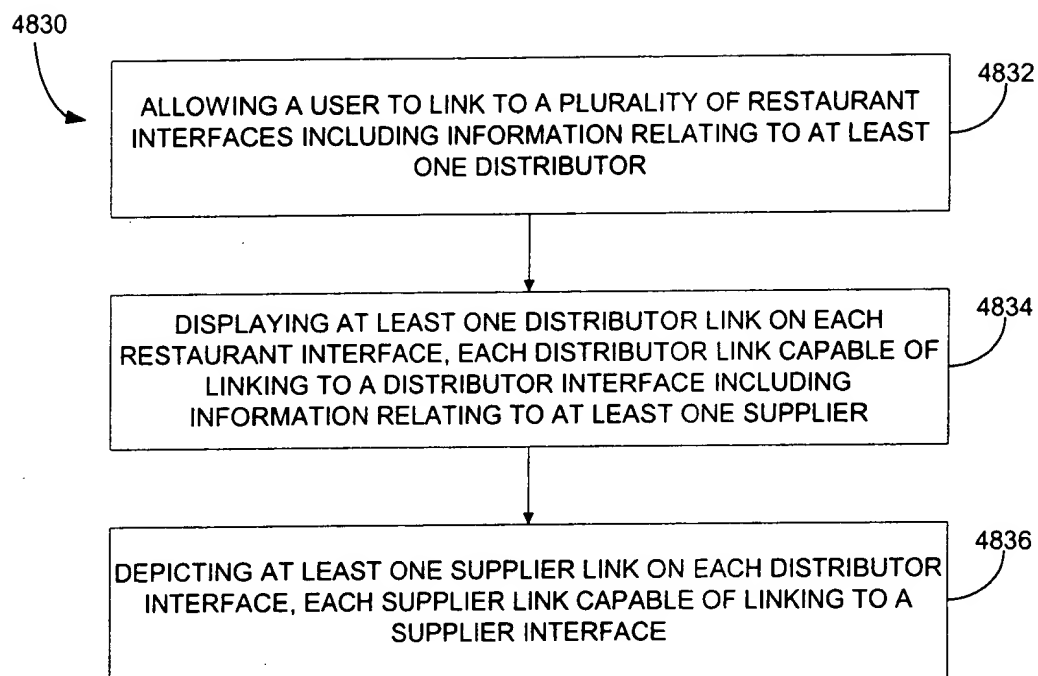 4830
4832
ALLOWING A USER TO LINK TO A PLURALITY OF RESTAURANT
INTERFACES INCLUDING INFORMATION RELATING TO AT LEAST
ONE DISTRIBUTOR
4834
DISPLAYING AT LEAST ONE DISTRIBUTOR LINK ON EACH
RESTAURANT INTERFACE, EACH DISTRIBUTOR LINK CAPABLE OF
LINKING TO A DISTRIBUTOR INTERFACE INCLUDING
INFORMATION RELATING TO AT LEAST ONE SUPPLIER
4836
DEPICTING AT LEAST ONE SUPPLIER LINK ON EACH DISTRIBUTOR
INTERFACE, EACH SUPPLIER LINK CAPABLE OF LINKING TO A
SUPPLIER INTERFACE